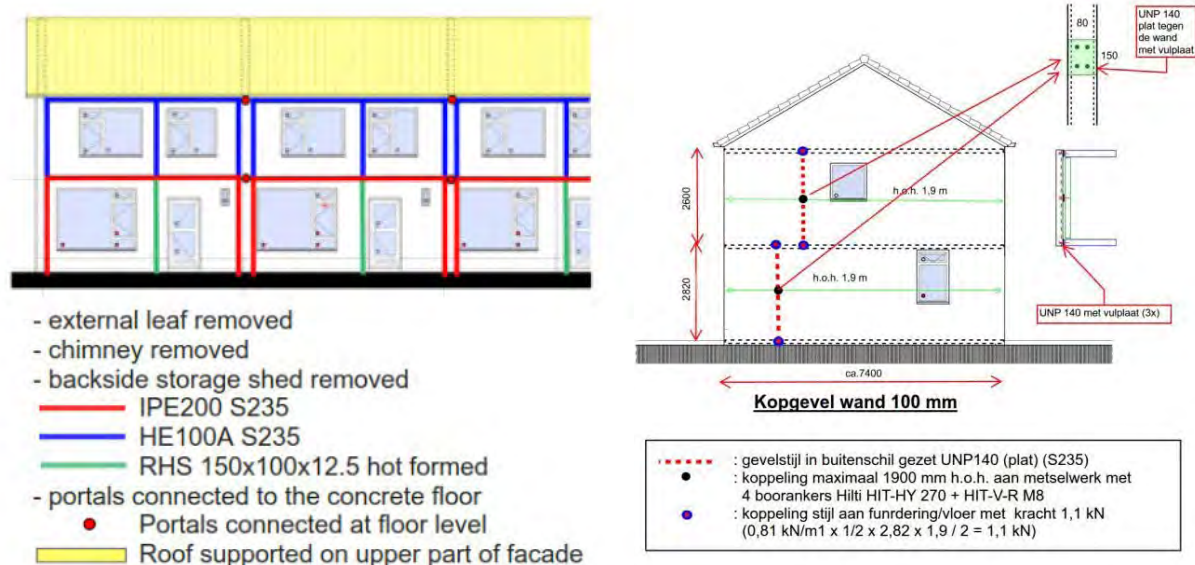 - external leaf removed
- chimney removed
- backside storage shed removed
IPE200 S235
HE100A S235
RHS 150x100x12.5 hot formed
- portals connected to the concrete floor
Portals connected at floor level
Roof supported on upper part of facade
UNP 140
plat tegen
de wand
met vulplaat
80
150
2600
h.o.h. 1.9 m
2820
h.o.h. 1.9 m
UNP 140 met vulplaat (3x)
ca.7400
Kopgevel wand 100 mm
: gevelstijl in buitenschil gezet UNP140 (plat) (S235)
: koppeling maximaal 1900 mm h.o.h. aan metselwerk met
4 boorankers Hilti HIT-HY 270 + HIT-V-R M8
: koppeling stijl aan funrdering/vloer met kracht 1,1 kN
(0,81 kN/m1 x 1/2 x 2,82 x 1,9 / 2 = 1,1 kN)